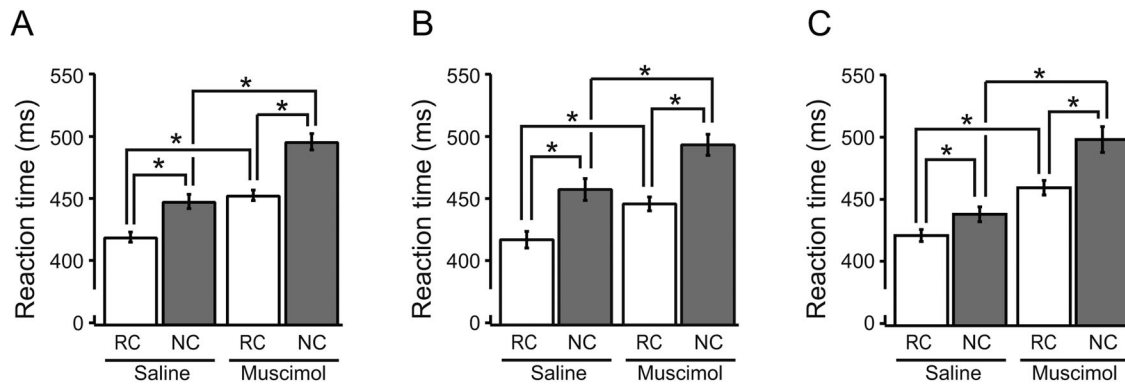 A
Reaction time (ms)
550
500
450
400
0
* * * *
RC NC RC NC
Saline Muscimol
B
Reaction time (ms)
550
500
450
400
0
* * * *
RC NC RC NC
Saline Muscimol
C
Reaction time (ms)
550
500
450
400
0
* * * *
RC NC RC NC
Saline Muscimol